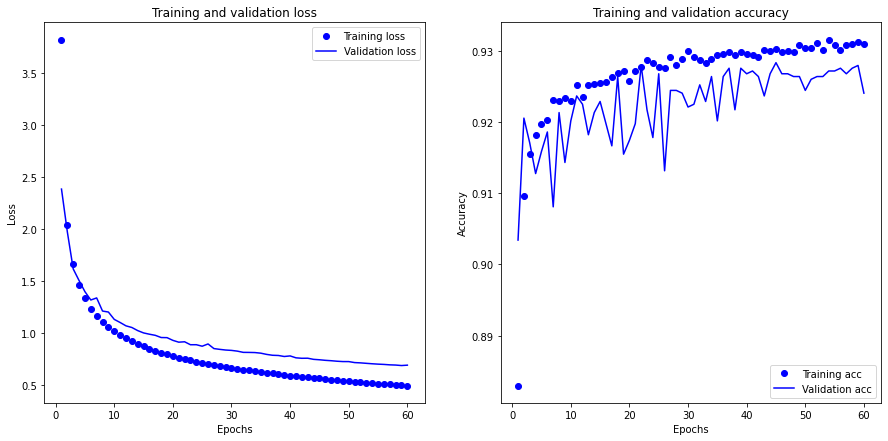 Training and validation loss
Training loss
Validation loss
3.5
3.0
2.5
2.0
1.5
1.0
0.5
Loss
0 10 20 30 40 50 60
Epochs
Training and validation accuracy
0.93
0.92
0.91
0.90
0.89
Accuracy
Training acc
Validation acc
0 10 20 30 40 50 60
Epochs